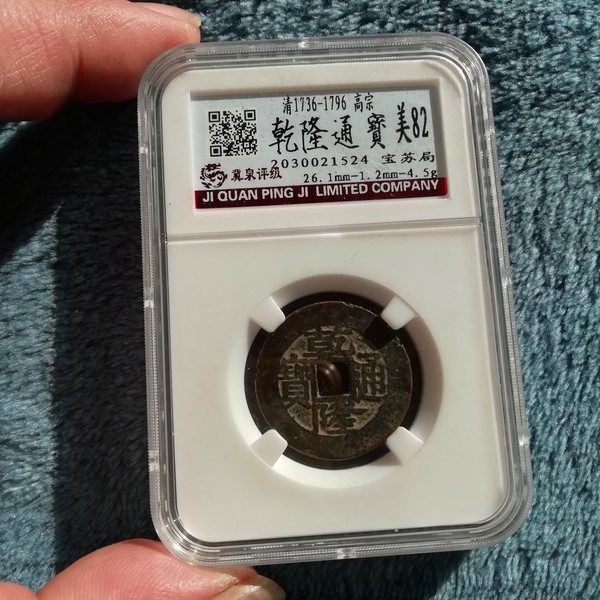 清1736-1796 高宗
乾隆通寳 美82
2030021524 宝苏局
冀泉评级 26.1mm-1.2mm-4.5g
JI QUAN PING JI LIMITED COMPANY
乾隆通寶